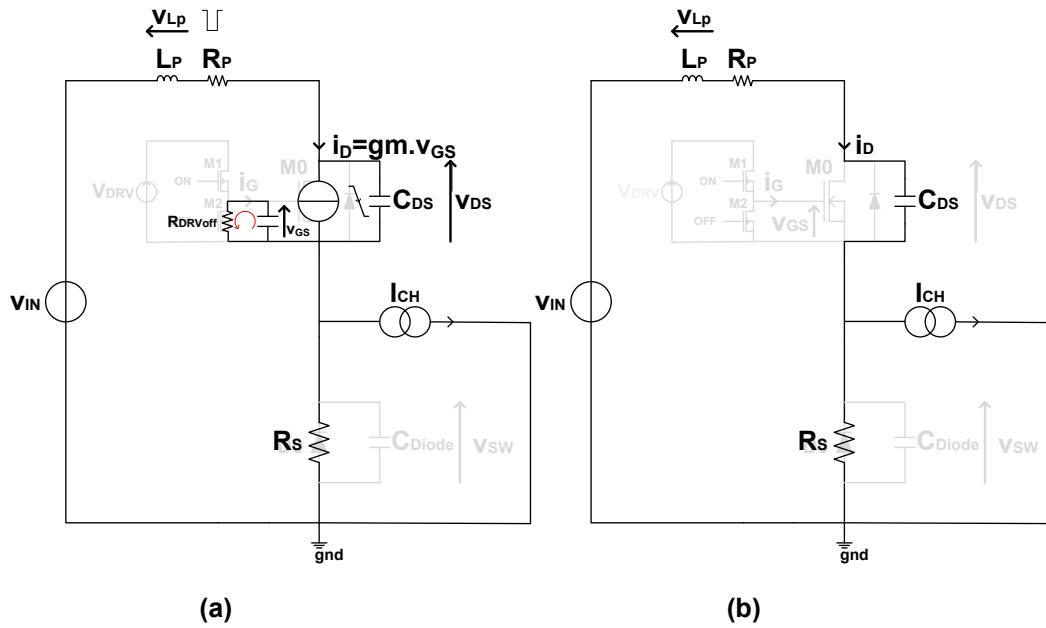 vLp
LP RP
iD=gm.vGS
M1
M0
iG
ON
VDRV
M2
CDS
vDS
RDRVoff
vGS
ICH
vIN
RS
CDiode
vSW
gnd
(a)
vLp
LP RP
iD
M1
M0
iG
ON
VDRV
M2
CDS
vDS
OFF
vGS
ICH
vIN
RS
CDiode
vSW
gnd
(b)